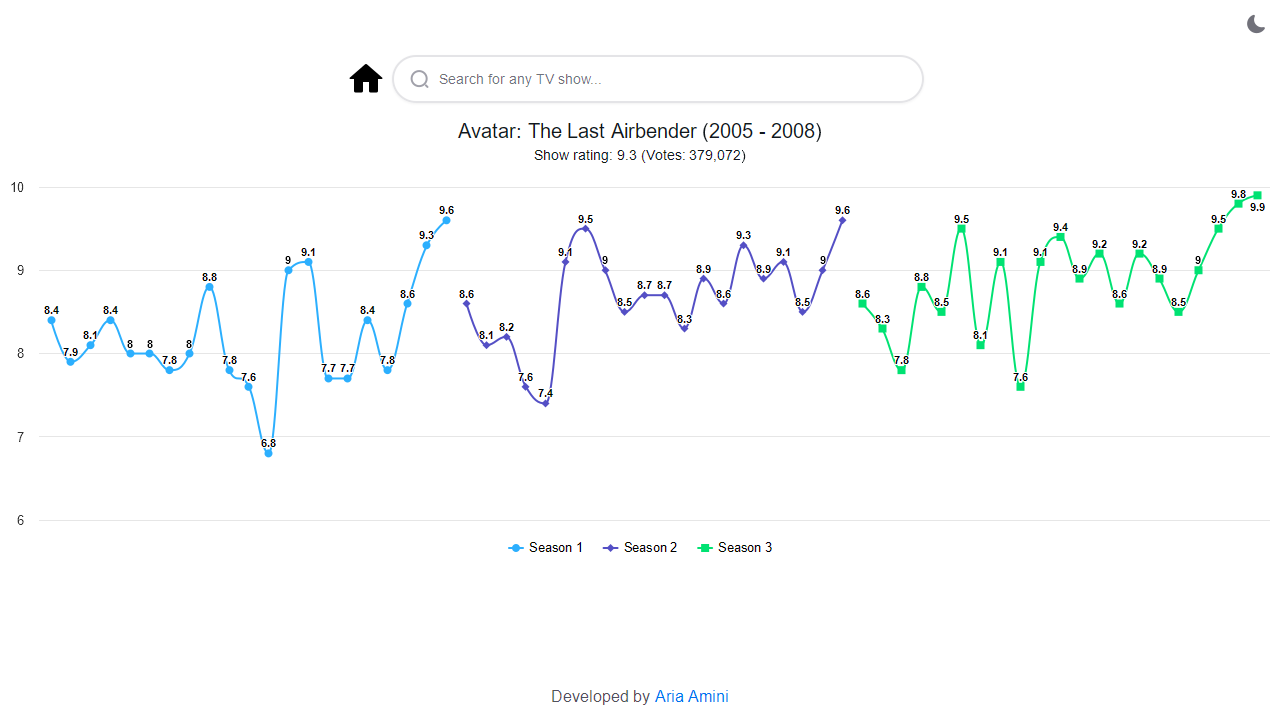 Search for any TV show...
Avatar: The Last Airbender (2005 - 2008)
Show rating: 9.3 (Votes: 379,072)
10
9
8
7
6
8.4 7.9 8.1 8.4 8 8 7.8 8 8.8 7.8 7.6 6.8 9 9.1 7.7 7.7 8.4 7.8 8.6 9.3 9.6
8.6 8.1 8.2 7.6 7.4 9.1 9.5 9 8.5 8.7 8.7 8.3 8.9 8.6 9.3 8.9 9.1 8.5 9 9.6
8.6 8.3 7.8 8.8 8.5 9.5 8.1 9.1 7.6 9.1 9.4 8.9 9.2 8.6 9.2 8.9 8.5 9 9.5 9.8 9.9
Season 1 Season 2 Season 3
Developed by Aria Amini